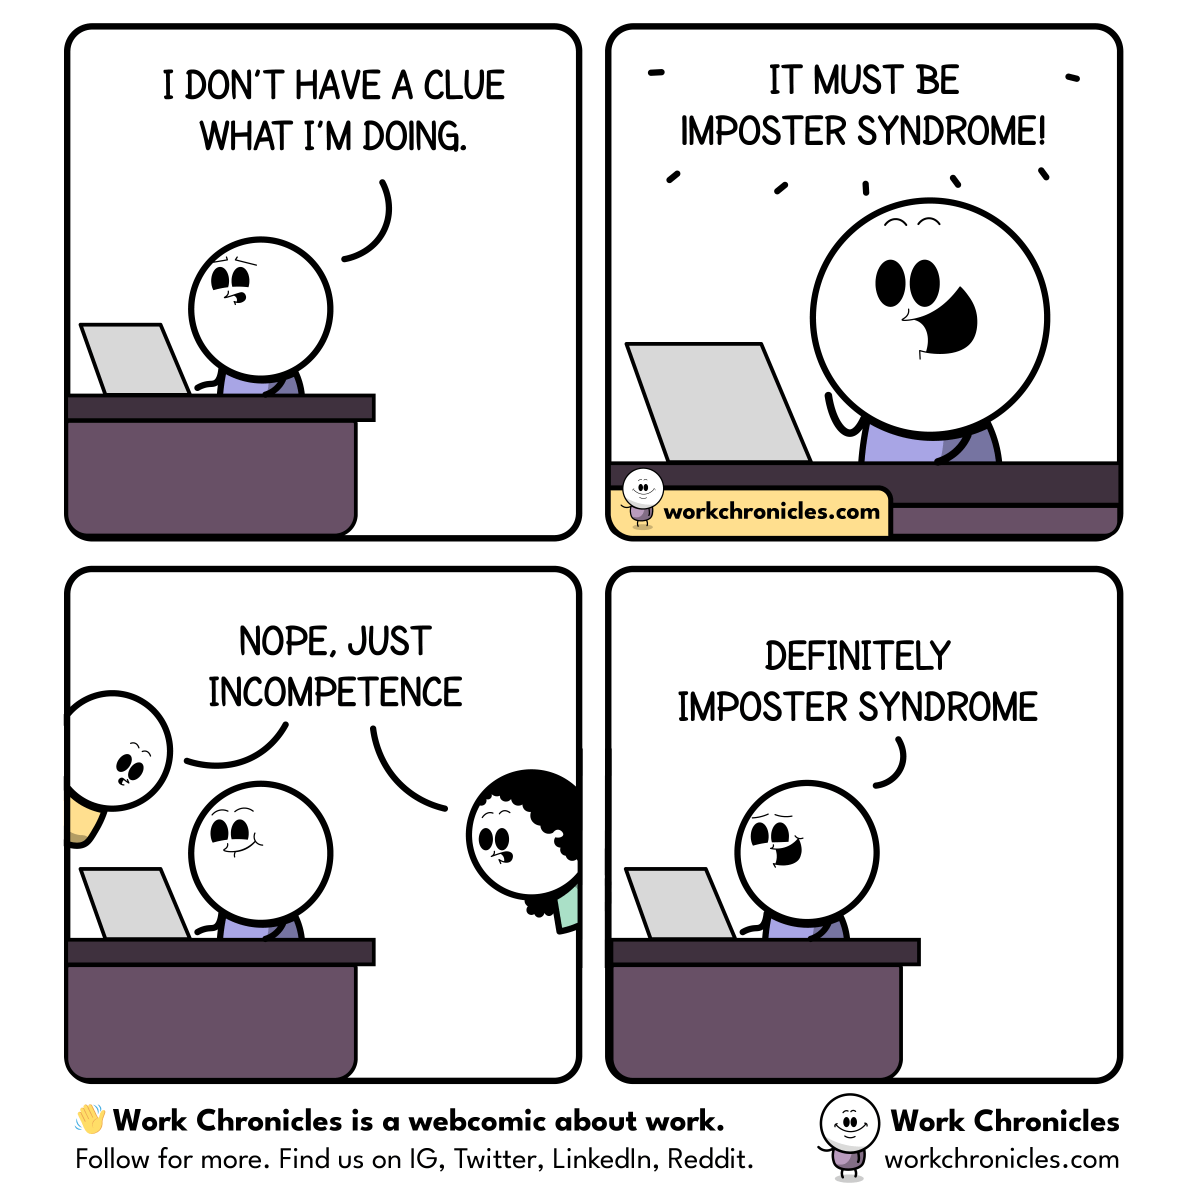 I DON'T HAVE A CLUE
WHAT I'M DOING.
IT MUST BE
IMPOSTER SYNDROME!
workchronicles.com
NOPE, JUST
INCOMPETENCE
DEFINITELY
IMPOSTER SYNDROME
👋 Work Chronicles is a webcomic about work.
Follow for more. Find us on IG, Twitter, LinkedIn, Reddit.
Work Chronicles
workchronicles.com